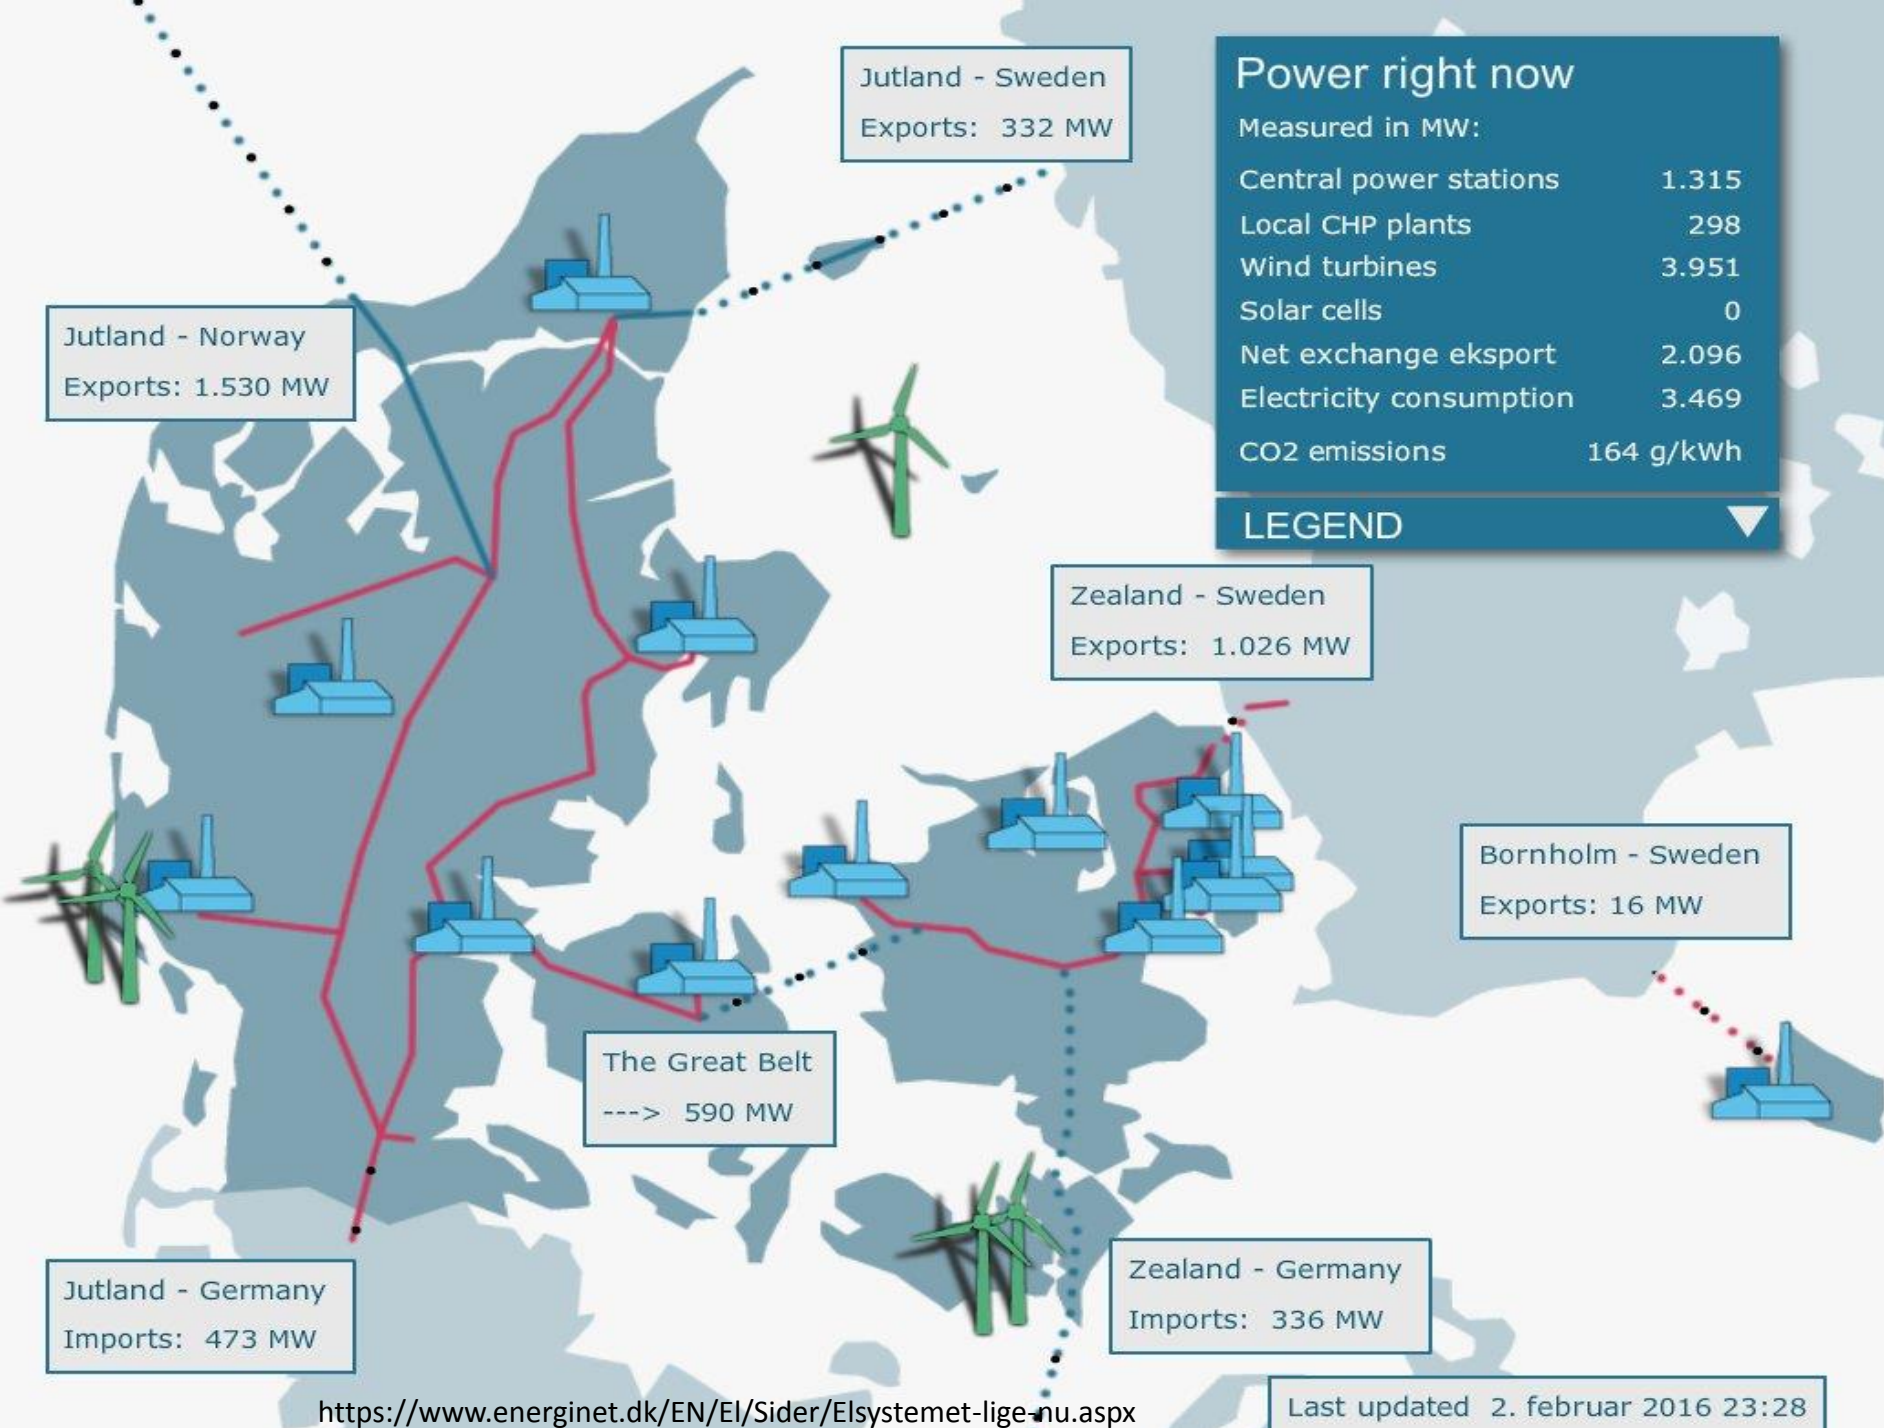 Jutland - Sweden
Exports: 332 MW
Power right now
Measured in MW:
Central power stations 1.315
Local CHP plants 298
Wind turbines 3.951
Solar cells 0
Net exchange eksport 2.096
Electricity consumption 3.469
CO2 emissions 164 g/kWh
LEGEND
Jutland - Norway
Exports: 1.530 MW
Zealand - Sweden
Exports: 1.026 MW
Bornholm - Sweden
Exports: 16 MW
The Great Belt
---> 590 MW
Jutland - Germany
Imports: 473 MW
Zealand - Germany
Imports: 336 MW
Last updated 2. februar 2016 23:28
https://www.energinet.dk/EN/El/Sider/Elsystemet-lige-nu.aspx